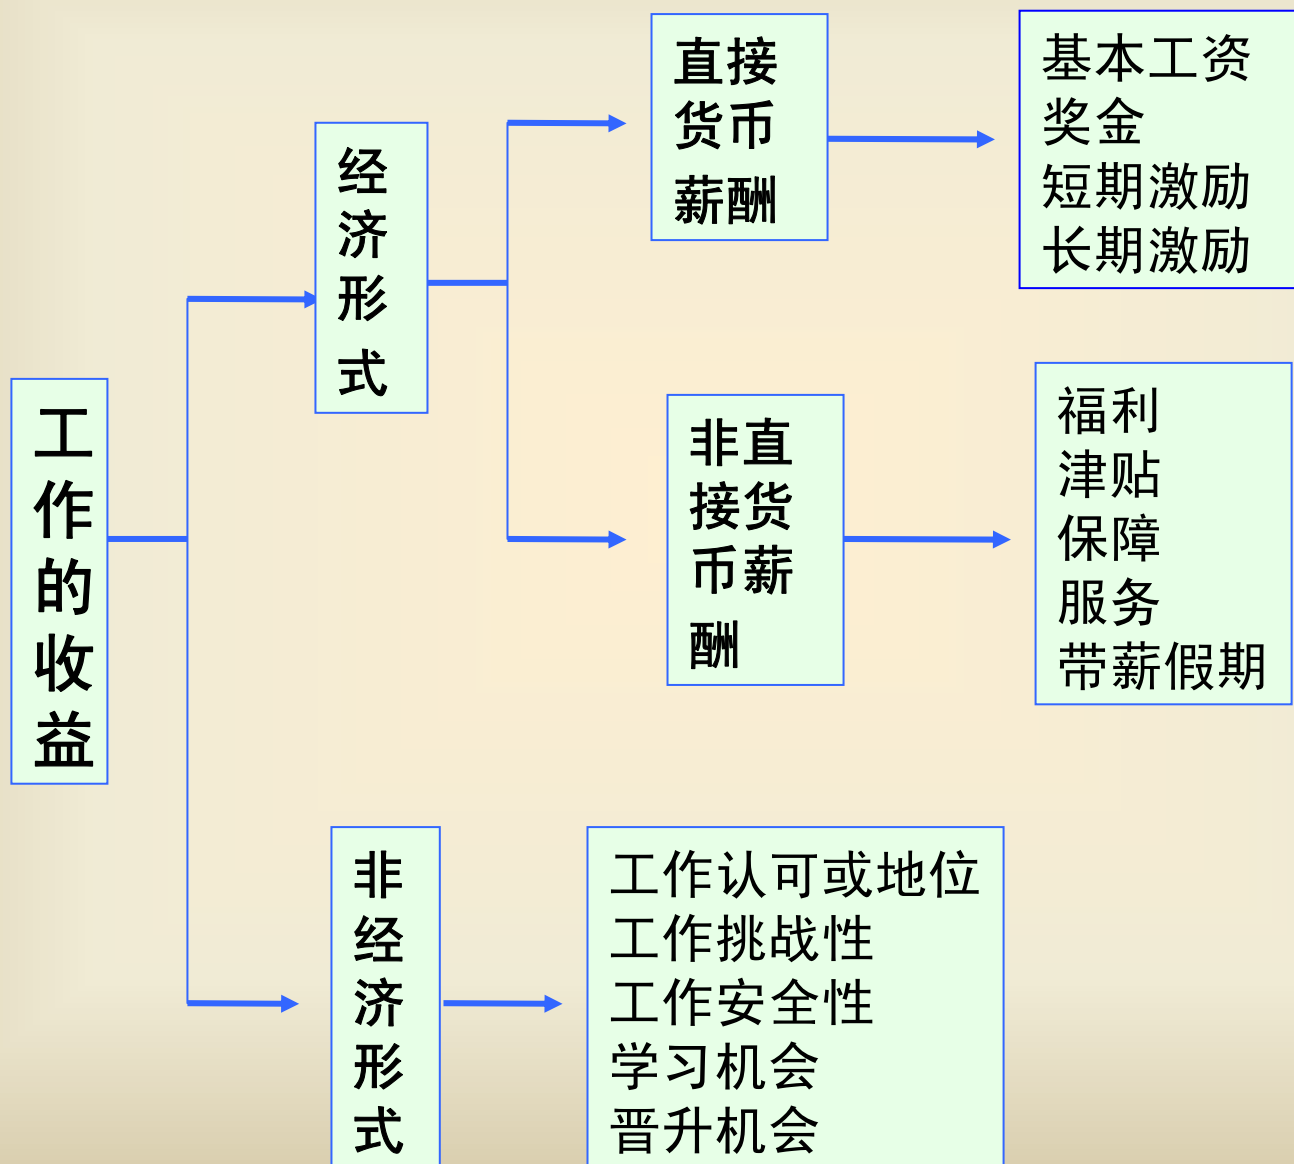 工
作
的
收
益
经
济
形
式
直接
货币
薪酬
基本工资
奖金
短期激励
长期激励
非直
接货
币薪
酬
福利
津贴
保障
服务
带薪假期
非
经
济
形
式
工作认可或地位
工作挑战性
工作安全性
学习机会
晋升机会